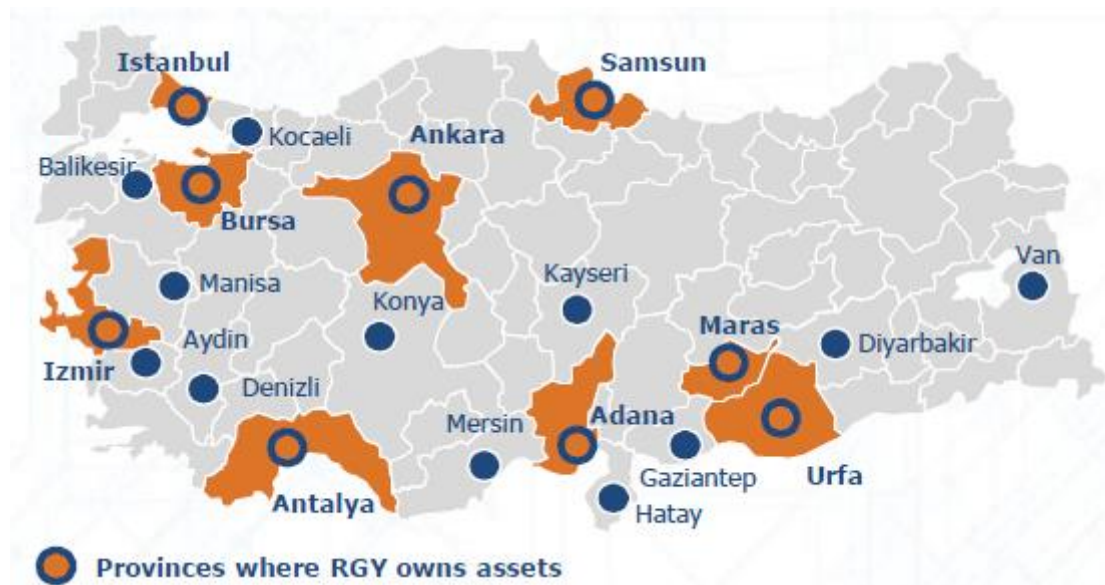 Istanbul
Samsun
Kocaeli
Ankara
Balikesir
Bursa
Van
Manisa
Kayseri
Konya
Maras
Aydin
Diyarbakir
Izmir
Denizli
Mersin
Adana
Gaziantep
Urfa
Antalya
Hatay
Provinces where RGY owns assets